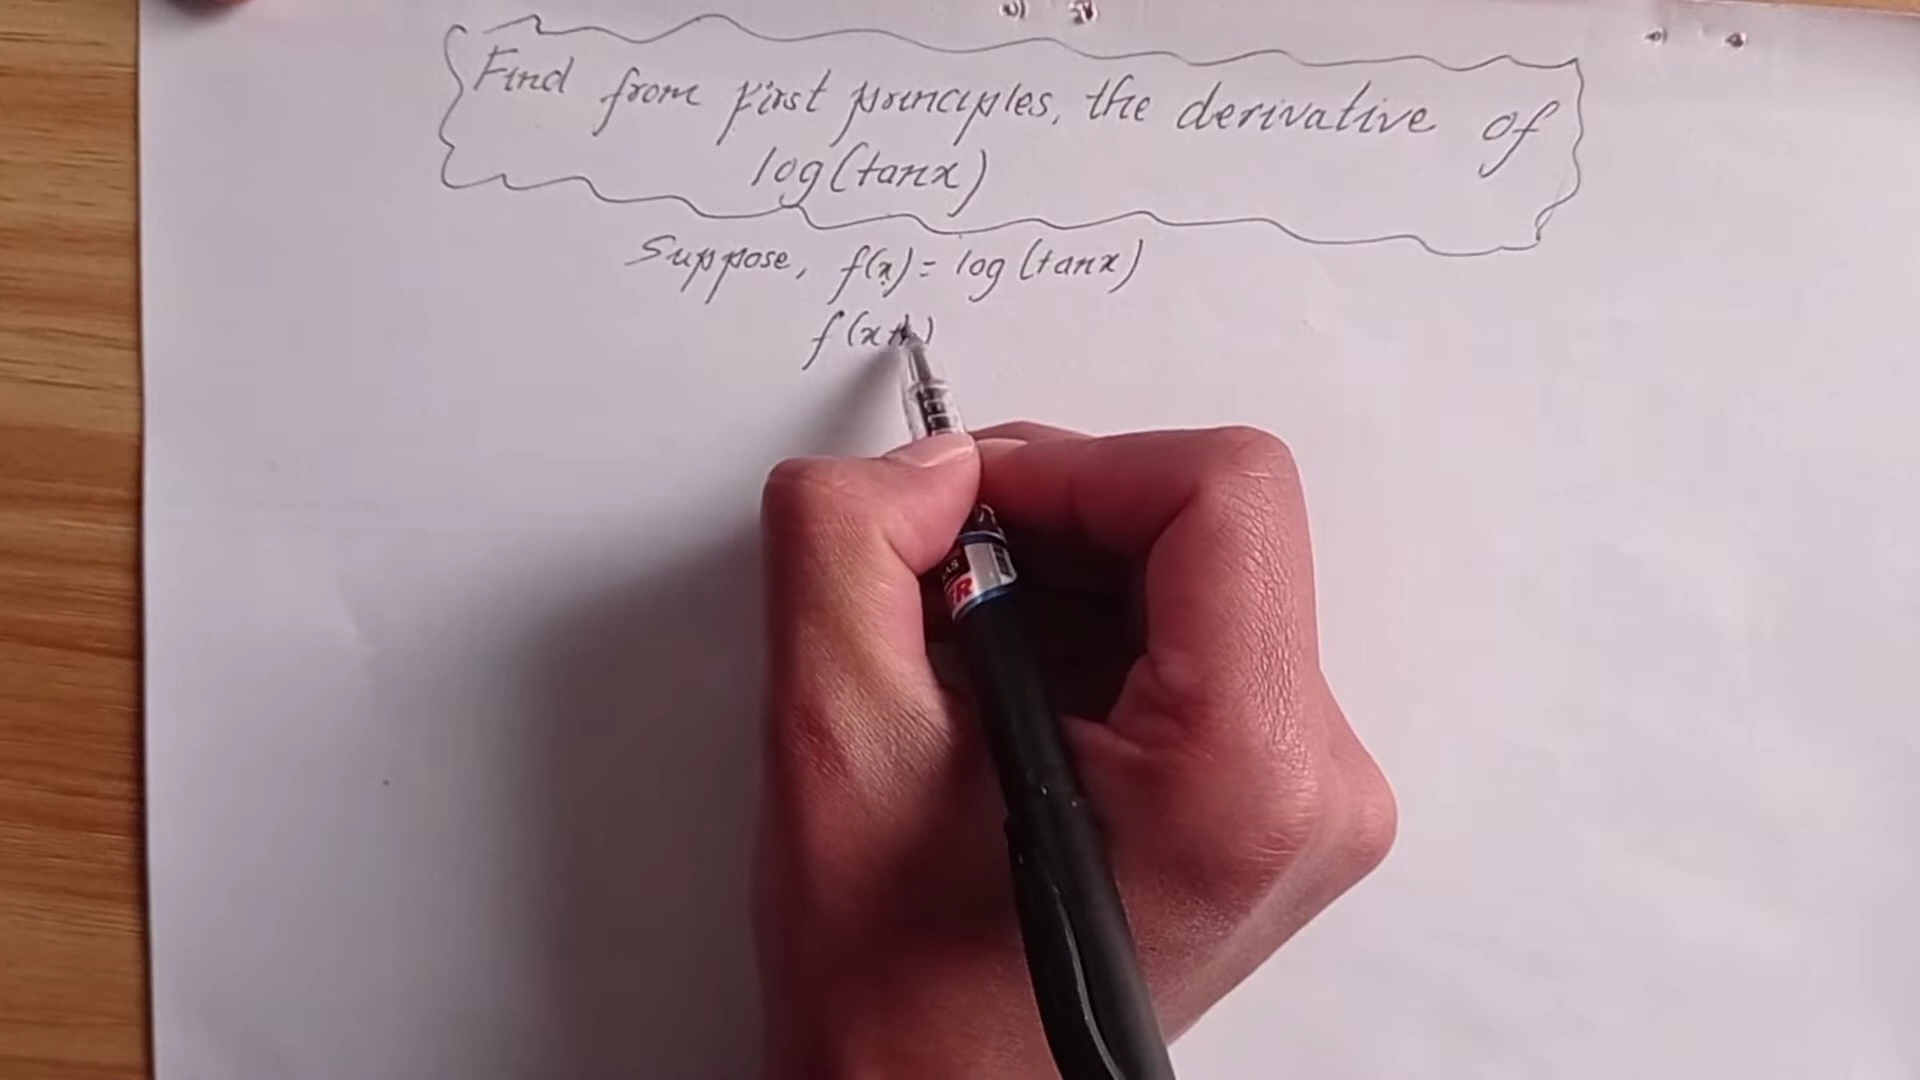 Find from first principles, the derivative of
log(tanx)
Suppose, f(x) = log (tanx)
f(x+h)